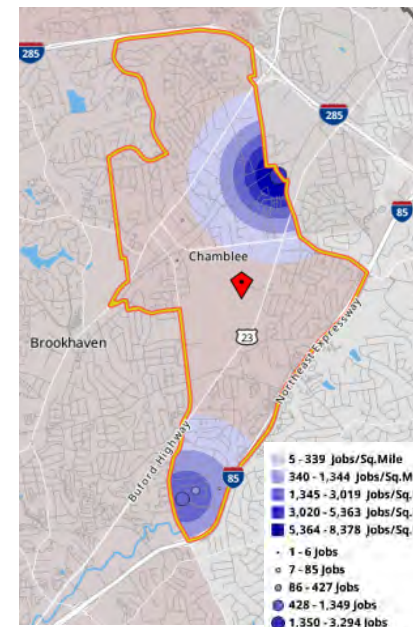 285
285
85
Chamblee
23
Brookhaven
Northeast Expressway
Buford Highway
85
5 - 339 Jobs/Sq.Mile
340 - 1,344 Jobs/Sq.M
1,345 - 3,019 Jobs/Sq.
3,020 - 5,363 Jobs/Sq.
5,364 - 8,378 Jobs/Sq.
1 - 6 Jobs
7 - 85 Jobs
86 - 427 Jobs
428 - 1,349 Jobs
1,350 - 3,294 Jobs